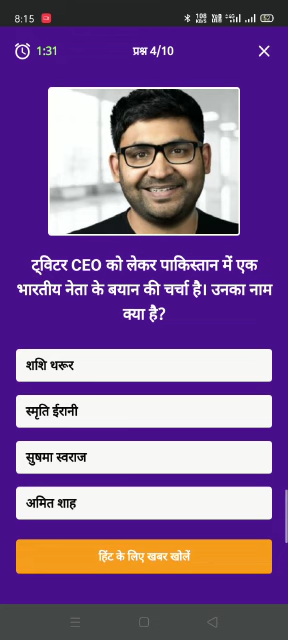 8:15
1:31
प्रश्न 4/10
ट्विटर CEO को लेकर पाकिस्तान में एक
भारतीय नेता के बयान की चर्चा है। उनका नाम
क्या है?
शशि थरूर
स्मृति ईरानी
सुषमा स्वराज
अमित शाह
हिंट के लिए खबर खोलें